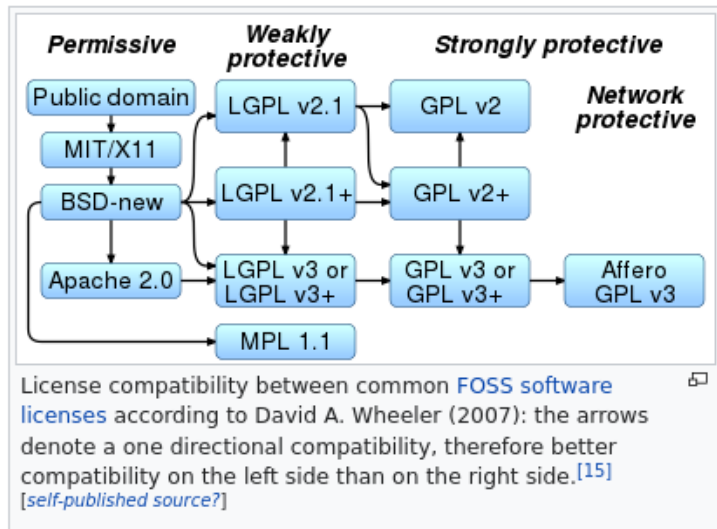 Permissive
Weakly
protective
Strongly protective
Network
protective
Public domain
MIT/X11
BSD-new
Apache 2.0
LGPL v2.1
LGPL v2.1+
LGPL v3 or
LGPL v3+
MPL 1.1
GPL v2
GPL v2+
GPL v3 or
GPL v3+
Affero
GPL v3
License compatibility between common FOSS software
licenses according to David A. Wheeler (2007): the arrows
denote a one directional compatibility, therefore better
compatibility on the left side than on the right side.[15]
[self-published source?]